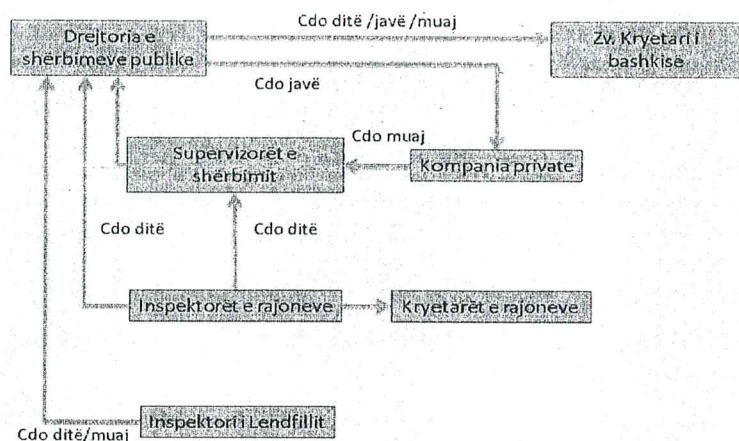 Cdo ditë /javë /muaj
Drejtoria e
shërbimeve publike
Zv. Kryetari i
bashkisë
Cdo javë
Cdo muaj
Supervizorët e
shërbimit
Kompania private
Cdo ditë
Cdo ditë
Inspektorët e rajoneve
Kryetarët e rajoneve
Inspektori i Lendfillit
Cdo ditë/muaj